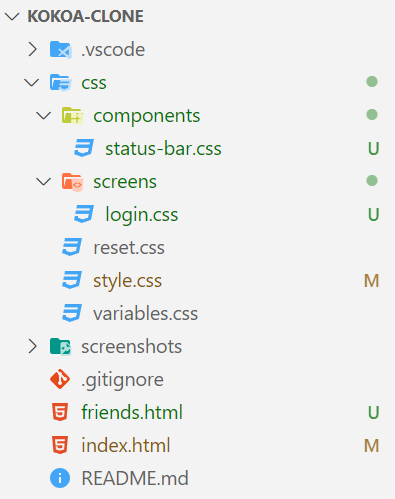 KOKOA-CLONE
.vscode
css
components
status-bar.css U
screens
login.css U
reset.css
style.css M
variables.css
screenshots
.gitignore
friends.html U
index.html M
README.md